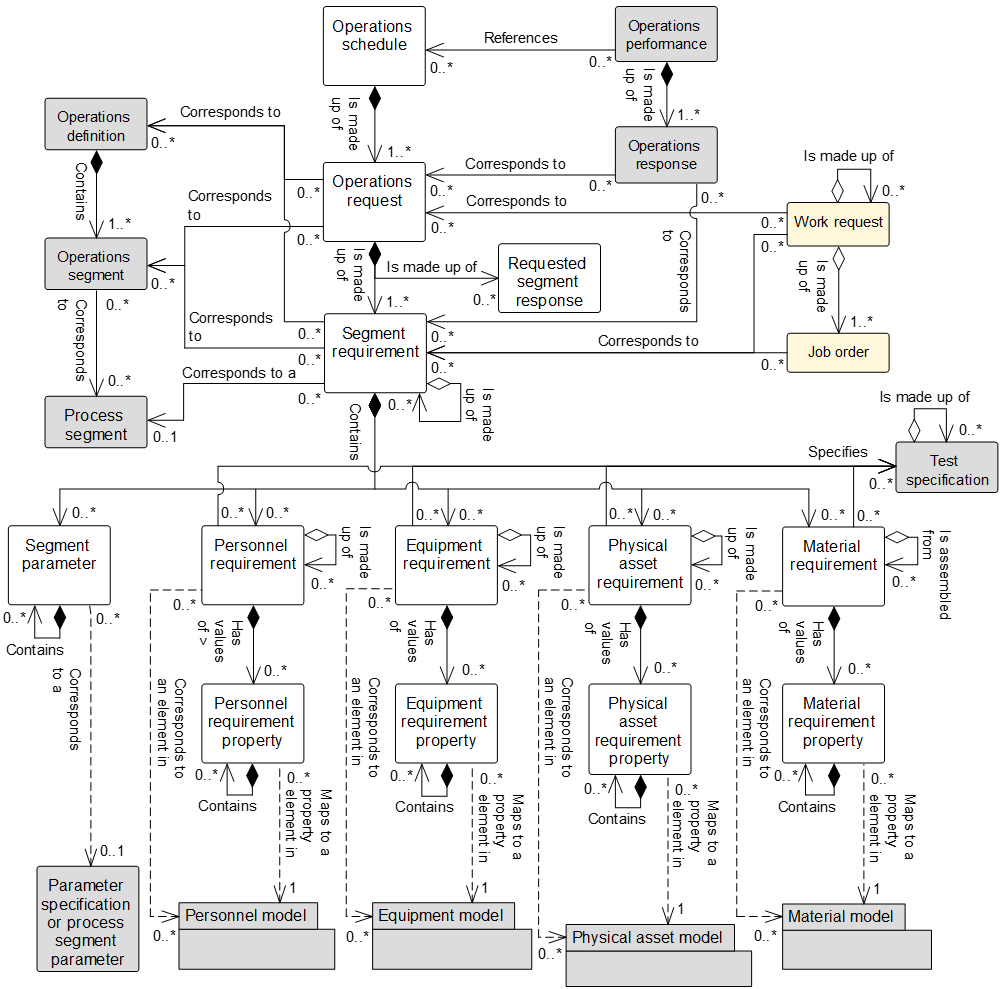 Operations
schedule
References
0..*
0..*
Operations
performance
Is made
up of
1..*
Is made
up of
1..*
Operations
definition
0..*
Corresponds to
Operations
response
0..*
Corresponds to
0..*
Operations
request
0..*
0..*
Corresponds to
0..*
0..*
Is made up of
0..*
Work request
0..*
Contains
1..*
Corresponds
to
Operations
segment
0..*
0..*
Is made
up of
1..*
Is made up of
0..*
Requested
segment
response
Corresponds
to
Is made
up of
1..*
Job order
0..*
Corresponds to
Segment
requirement
0..*
0..*
0..*
0..*
Corresponds
to
Corresponds
to
0..*
Corresponds to a
0..*
0..1
Process
segment
0..*
Is made
up of
Contains
Is made up of
0..*
Test
specification
Specifies
0..*
0..*
0..*
0..*
0..*
0..*
0..*
0..*
0..*
0..*
Segment
parameter
0..*
Contains
0..*
Corresponds
to a
0..1
Parameter
specification
or process
segment
parameter
Personnel
requirement
Is made
up of
0..*
0..*
Has
values
of >
0..*
Corresponds to
an element in
Personnel
requirement
property
0..*
Contains
0..*
Maps to a
property
element in
1
Personnel model
0..*
Equipment
requirement
Is made
up of
0..*
0..*
Has
values
of
0..*
Corresponds to
an element in
Equipment
requirement
property
0..*
Contains
0..*
Maps to a
property
element in
1
Equipment model
0..*
Physical
asset
requirement
Is made
up of
0..*
0..*
Has
values
of
0..*
Corresponds to
an element in
Physical
asset
requirement
property
0..*
Contains
0..*
Maps to a
property
element in
1
Physical asset model
0..*
Material
requirement
Is assembled
from
0..*
0..*
Has
values
of
0..*
Corresponds to
an element in
Material
requirement
property
0..*
Contains
0..*
Maps to a
property
element in
1
Material model
0..*